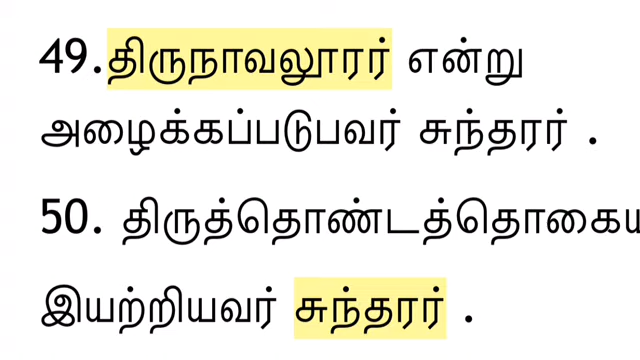 49.திருநாவலூரர் என்று
அழைக்கப்படுபவர் சுந்தரர் .
50. திருத்தொண்டத்தொகைய
இயற்றியவர் சுந்தரர் .